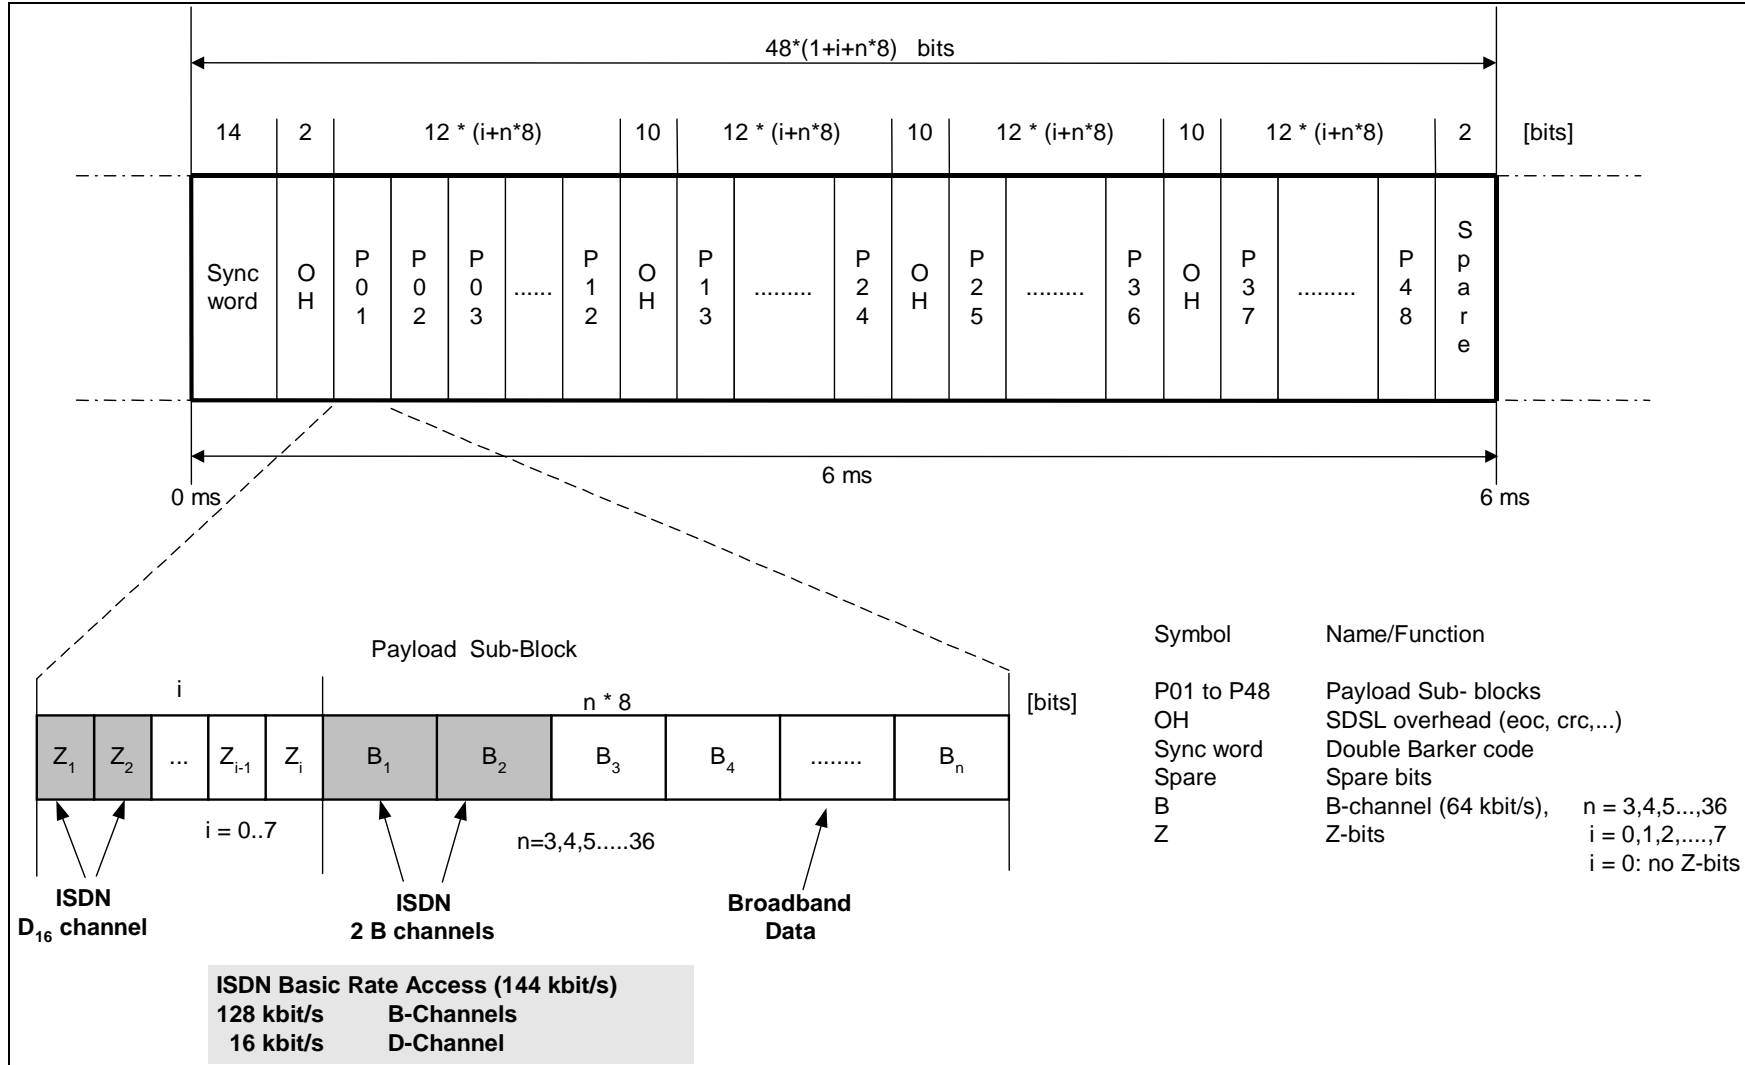 48*(1+i+n*8) bits
14 2 12 * (i+n*8) 10 12 * (i+n*8) 10 12 * (i+n*8) 10 12 * (i+n*8) 2 [bits]
Sync word OH P01 P02 P03 ...... P12 OH P13 ......... P24 OH P25 ......... P36 OH P37 ......... P48 Spare
6 ms
0 ms 6 ms
Payload Sub-Block
i n * 8 [bits]
Z1 Z2 ... Zi-1 Zi B1 B2 B3 B4 ........ Bn
i = 0..7 n=3,4,5.....36
ISDN
D16 channel
ISDN
2 B channels
Broadband
Data
ISDN Basic Rate Access (144 kbit/s)
128 kbit/s B-Channels
16 kbit/s D-Channel
Symbol Name/Function
P01 to P48 Payload Sub- blocks
OH SDSL overhead (eoc, crc,...)
Sync word Double Barker code
Spare Spare bits
B B-channel (64 kbit/s), n = 3,4,5...,36
Z Z-bits i = 0,1,2,....,7
i = 0: no Z-bits